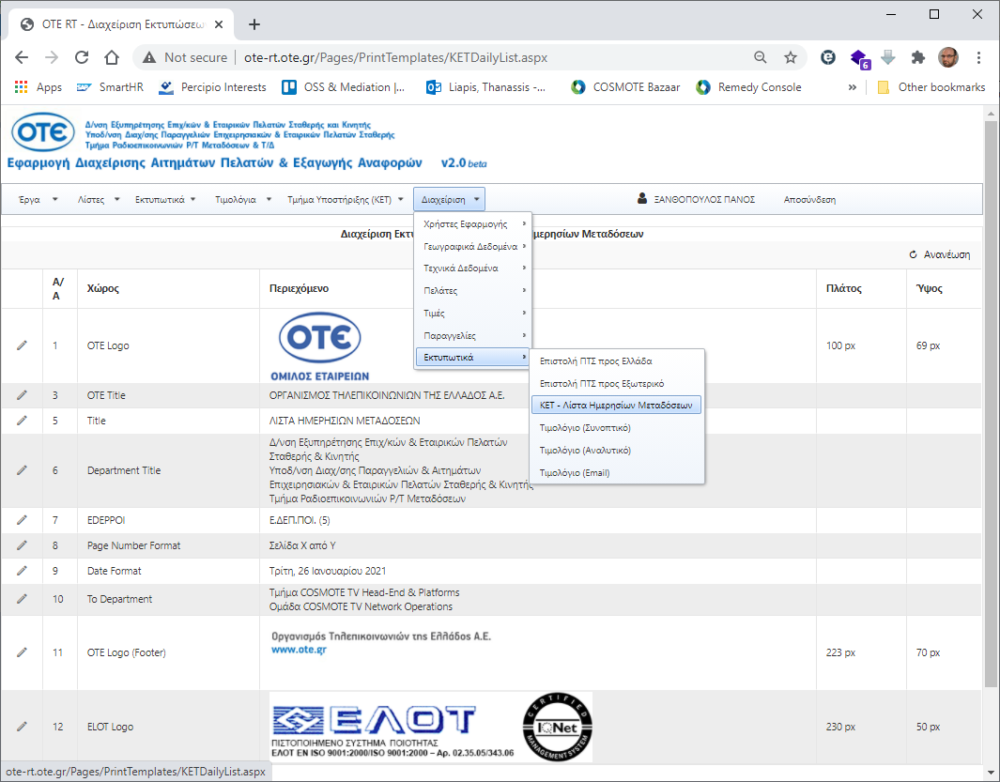 OTE RT - Διαχείριση Εκτυπώσεων
Not secure | ote-rt.ote.gr/Pages/PrintTemplates/KETDailyList.aspx
6
Apps SmartHR Percipio Interests OSS & Mediation |... Liapis, Thanassis -... COSMOTE Bazaar Remedy Console » Other bookmarks
ΟΤΕ
Δ/νση Εξυπηρέτησης Επιχ/κών & Εταιρικών Πελατών Σταθερής και Κινητής
Υποδ/νση Διαχ/σης Παραγγελιών Επιχειρησιακών & Εταιρικών Πελατών Σταθερής
Τμήμα Ραδιοεπικοινωνιών Ρ/Τ Μεταδόσεων & Τ/Δ
Εφαρμογή Διαχείρισης Αιτημάτων Πελατών & Εξαγωγής Αναφορών v2.0 beta
Έργα Λίστες Εκτυπωτικά Τιμολόγια Τμήμα Υποστήριξης (ΚΕΤ) Διαχείριση ΞΑΝΘΟΠΟΥΛΟΣ ΠΑΝΟΣ Αποσύνδεση
Διαχείριση Εκτυ μερησίων Μεταδόσεων
Ανανέωση
Χρήστες Εφαρμογής
Γεωγραφικά Δεδομένα
Τεχνικά Δεδομένα
Πελάτες
Τιμές
Παραγγελίες
Εκτυπωτικά
Επιστολή ΠΤΣ προς Ελλάδα
Επιστολή ΠΤΣ προς Εξωτερικό
ΚΕΤ - Λίστα Ημερησίων Μεταδόσεων
Τιμολόγιο (Συνοπτικό)
Τιμολόγιο (Αναλυτικό)
Τιμολόγιο (Email)
Α/Α Χώρος Περιεχόμενο Πλάτος Ύψος
1 OTE Logo ΟΤΕ 100 px 69 px
ΟΜΙΛΟΣ ΕΤΑΙΡΕΙΩΝ
3 OTE Title ΟΡΓΑΝΙΣΜΟΣ ΤΗΛΕΠΙΚΟΙΝΩΝΙΩΝ ΤΗΣ ΕΛΛΑΔΟΣ Α.Ε.
5 Title ΛΙΣΤΑ ΗΜΕΡΗΣΙΩΝ ΜΕΤΑΔΟΣΕΩΝ
6 Department Title Δ/νση Εξυπηρέτησης Επιχ/κών & Εταιρικών Πελατών
Σταθερής & Κινητής
Υποδ/νση Διαχ/σης Παραγγελιών & Αιτημάτων
Επιχειρησιακών & Εταιρικών Πελατών Σταθερής & Κινητής
Τμήμα Ραδιοεπικοινωνιών Ρ/Τ Μεταδόσεων
7 EDEPPOI Ε.ΔΕΠ.ΠΟΙ. (5)
8 Page Number Format Σελίδα X από Y
9 Date Format Τρίτη, 26 Ιανουαρίου 2021
10 To Department Τμήμα COSMOTE TV Head-End & Platforms
Ομάδα COSMOTE TV Network Operations
11 OTE Logo (Footer) Οργανισμός Τηλεπικοινωνιών της Ελλάδος Α.Ε. 223 px 70 px
www.ote.gr
12 ELOT Logo ΕΛΟΤ 230 px 50 px
ΠΙΣΤΟΠΟΙΗΜΕΝΟ ΣΥΣΤΗΜΑ ΠΟΙΟΤΗΤΑΣ
ΕΛΟΤ EN ISO 9001:2000/ISO 9001:2000 – Αρ. 02.35.05/343.06
CERTIFIED
IQNet
MANAGEMENT SYSTEM
ote-rt.ote.gr/Pages/PrintTemplates/KETDailyList.aspx